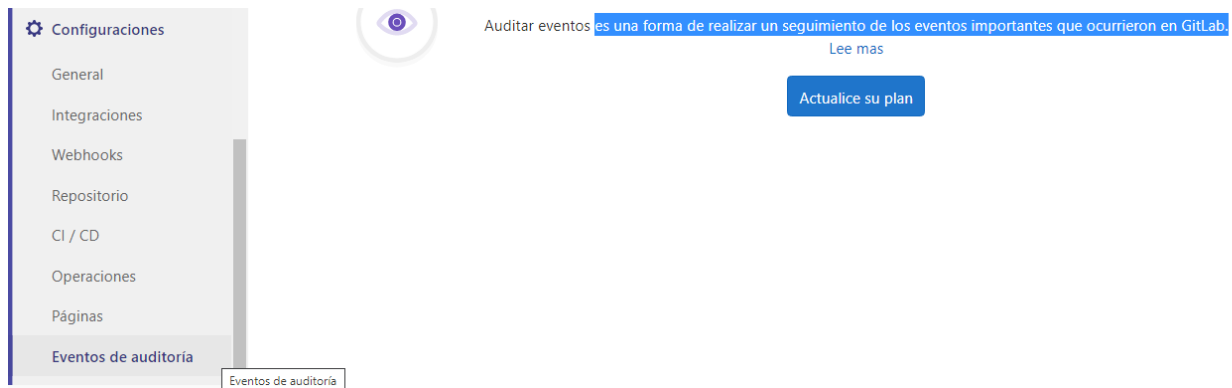 Configuraciones
General
Integraciones
Webhooks
Repositorio
CI / CD
Operaciones
Páginas
Eventos de auditoría
Eventos de auditoría
Auditar eventos es una forma de realizar un seguimiento de los eventos importantes que ocurrieron en GitLab.
Lee mas
Actualice su plan